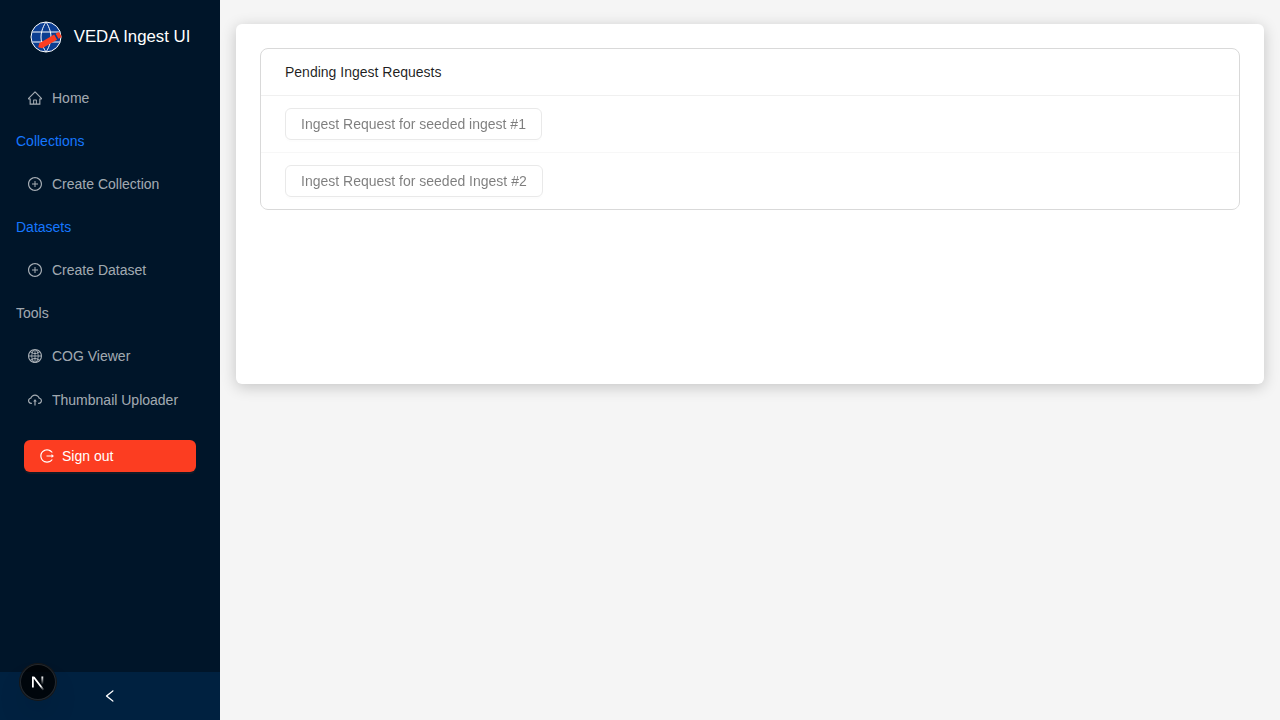 VEDA Ingest UI
Home
Collections
Create Collection
Datasets
Create Dataset
Tools
COG Viewer
Thumbnail Uploader
Sign out
N
Pending Ingest Requests
Ingest Request for seeded ingest #1
Ingest Request for seeded Ingest #2